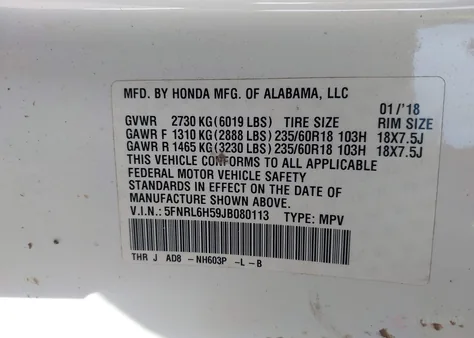 MFD. BY HONDA MFG. OF ALABAMA, LLC
01/'18
GVWR 2730 KG(6019 LBS) TIRE SIZE RIM SIZE
GAWR F 1310 KG(2888 LBS) 235/60R18 103H 18X7.5J
GAWR R 1465 KG(3230 LBS) 235/60R18 103H 18X7.5J
THIS VEHICLE CONFORMS TO ALL APPLICABLE
FEDERAL MOTOR VEHICLE SAFETY
STANDARDS IN EFFECT ON THE DATE OF
MANUFACTURE SHOWN ABOVE.
V.I.N.: 5FNRL6H59JB080113 TYPE: MPV
THR J AD8 -NH603P -L-B